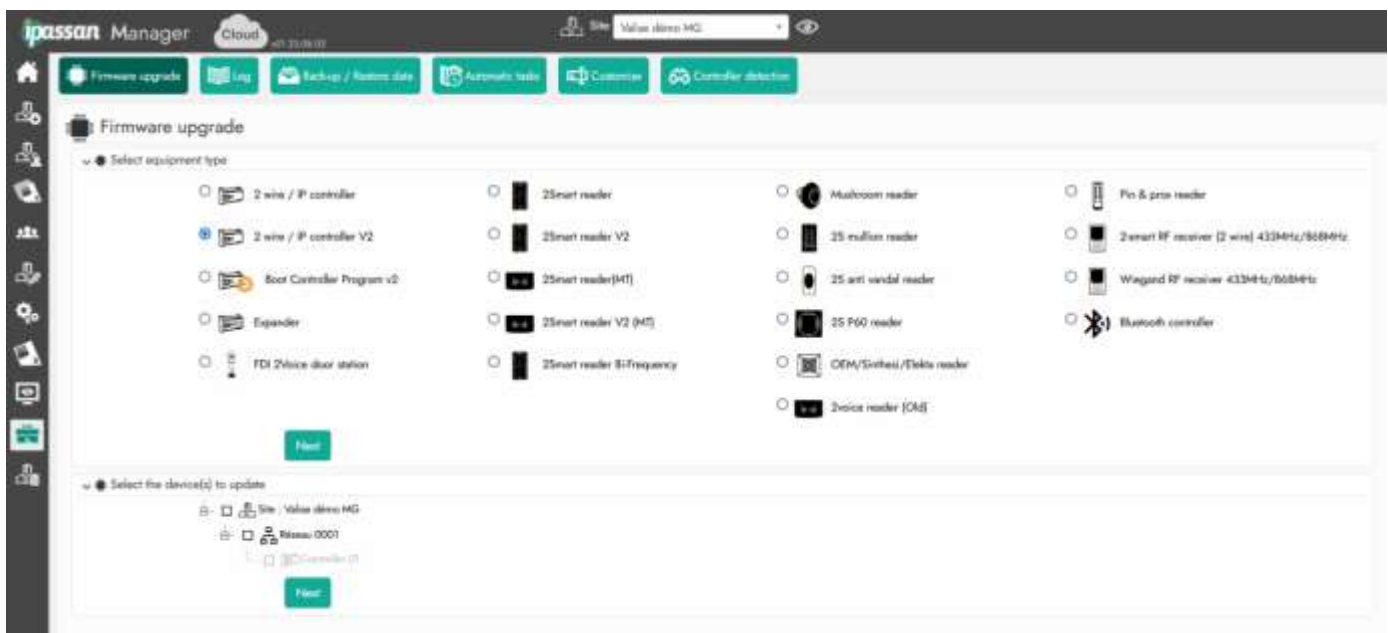 ipassan Manager Cloud
Site Valise démo MG
Firmware upgrade Log Back-up / Restore data Automatic tasks Customise Controller detection
Firmware upgrade
Select equipment type
2 wire / IP controller 2Smart reader Mushroom reader Pin & prox reader
2 wire / IP controller V2 2Smart reader V2 2S mullion reader 2-smart RF receiver (2 wire) 433MHz/868MHz
Boot Controller Program v2 2Smart reader(MT) 2S anti vandal reader Wiegand RF receiver 433MHz/868MHz
Expander 2Smart reader V2 (MT) 2S P60 reader Bluetooth controller
FDI 2Voice door station 2Smart reader Bi-Frequency OEM/Sinthesi/Elekta reader
2voice reader (Old)
Next
Select the device(s) to update
Site : Valise démo MG
Réseau 0001
Controller 01
Next